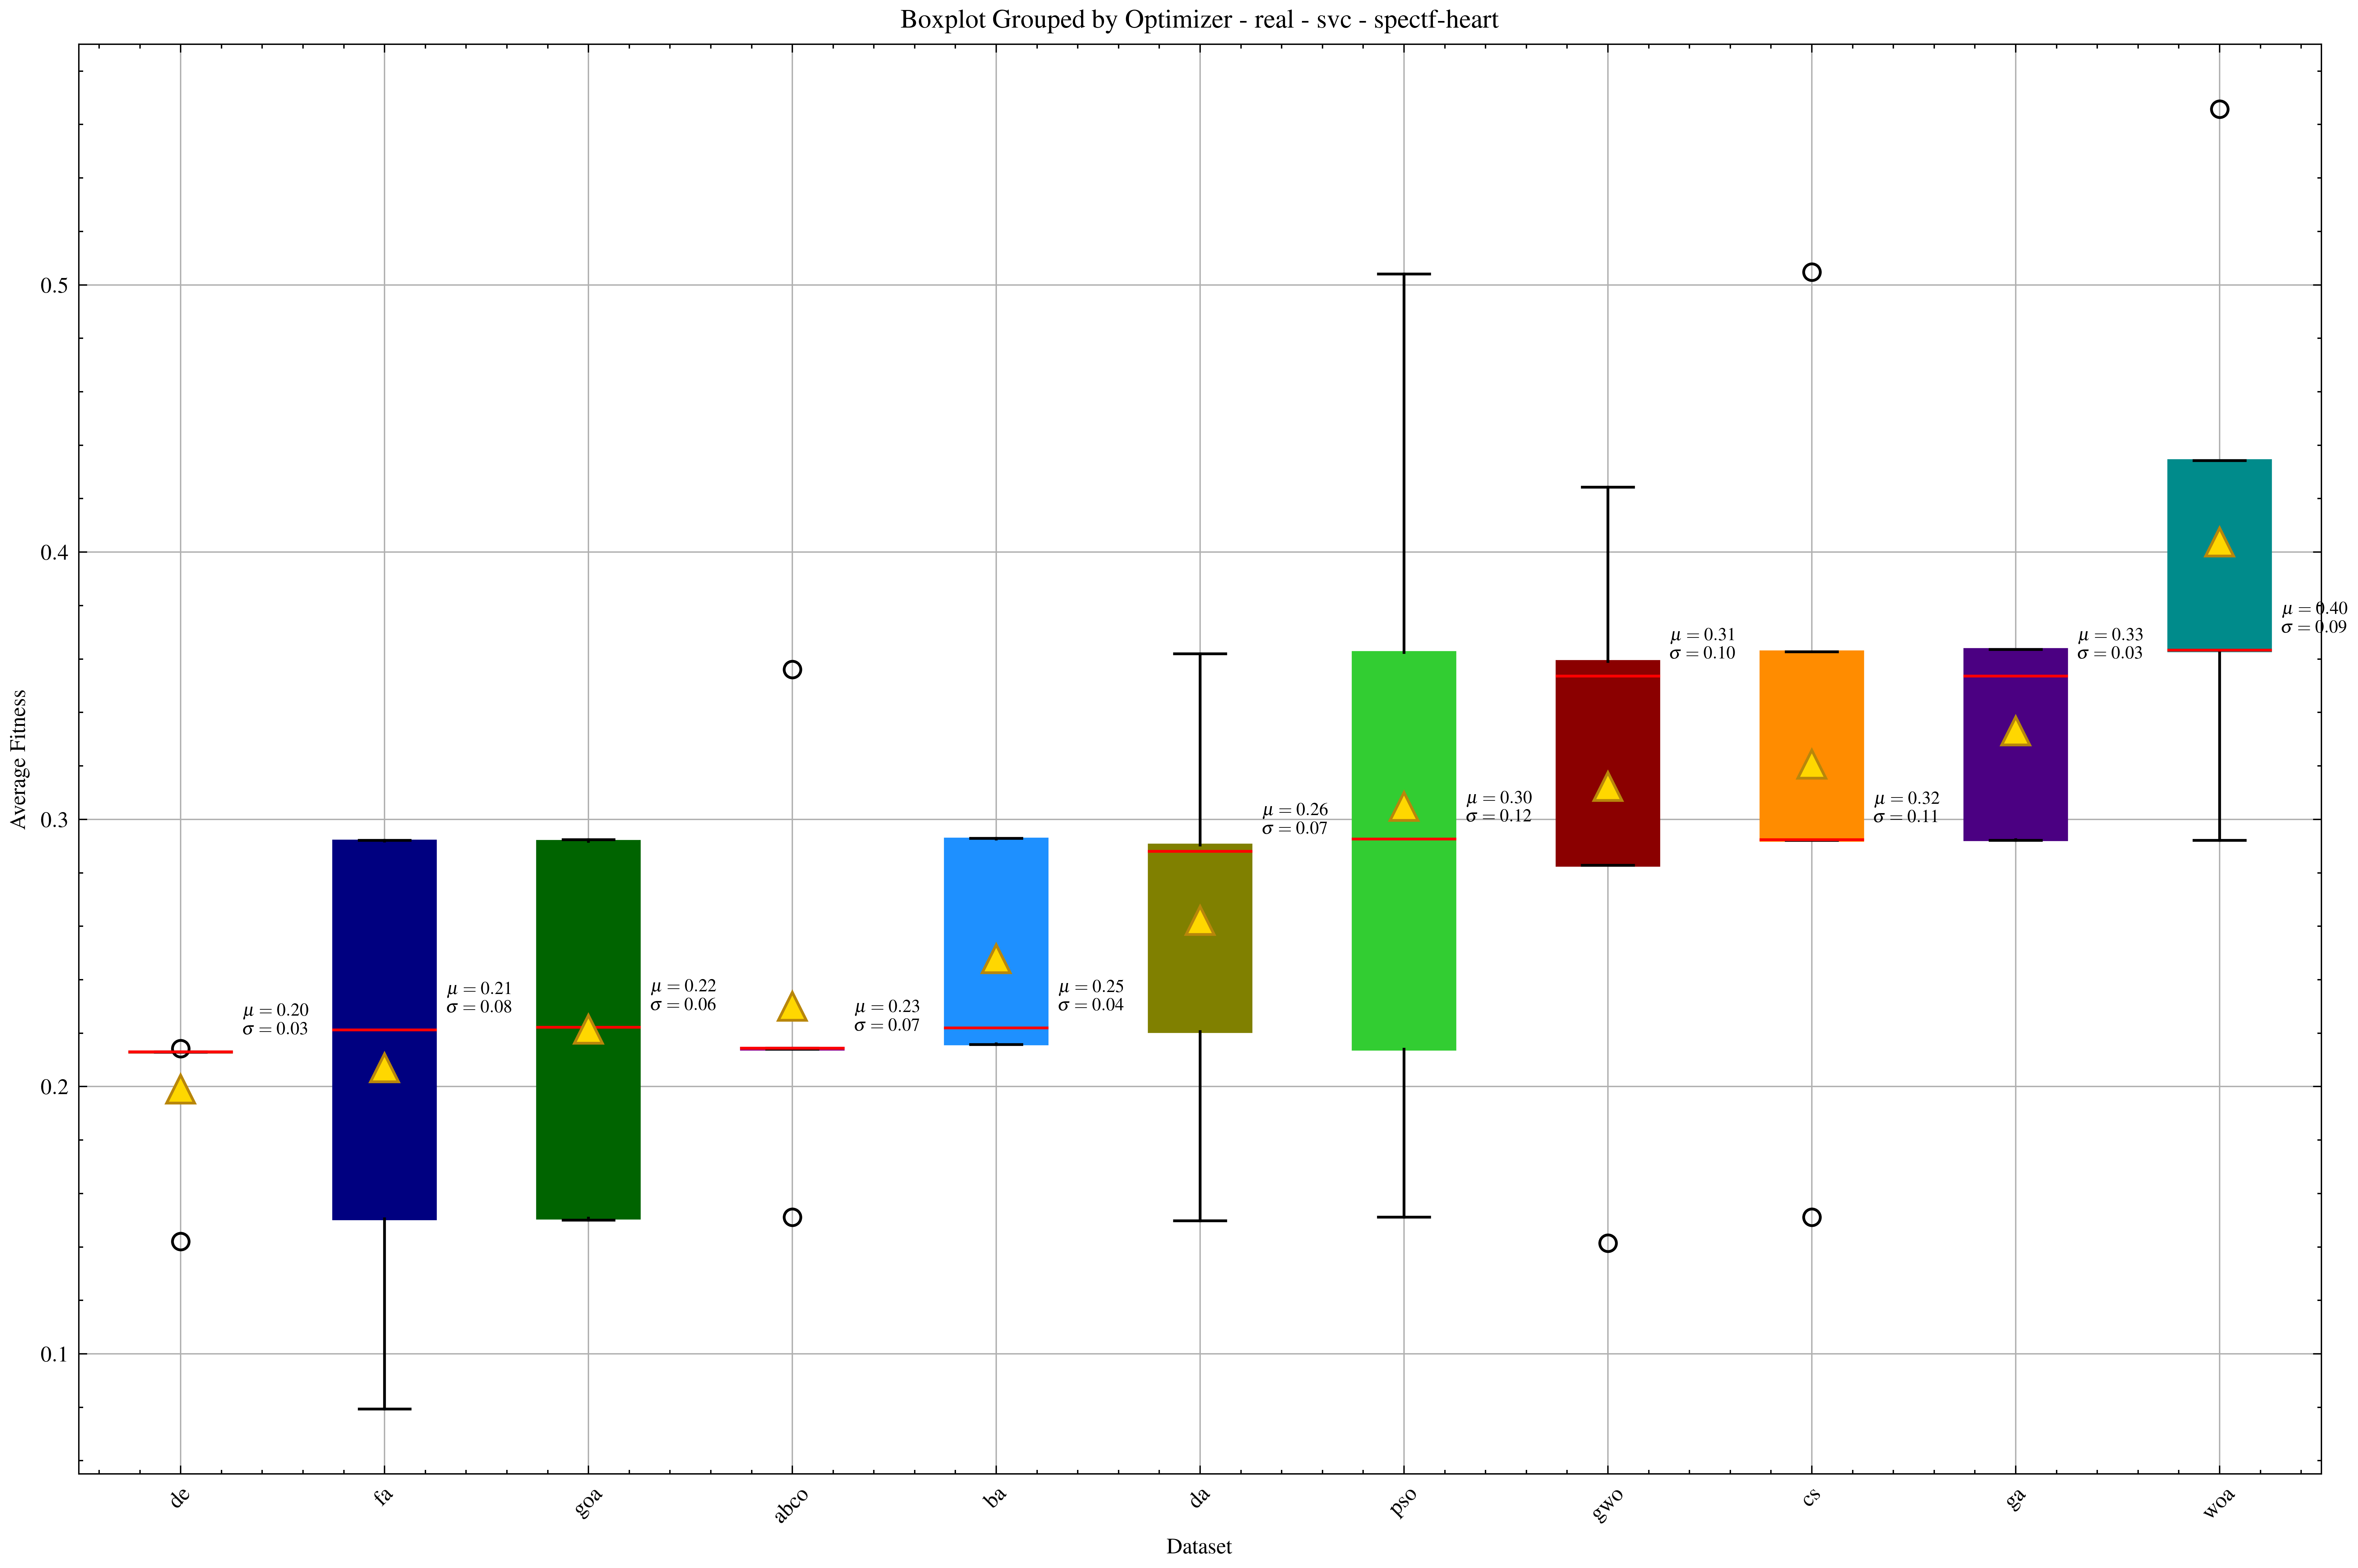 Boxplot Grouped by Optimizer - real - svc - spectf-heart
Average Fitness
0.5
0.4
0.3
0.2
0.1
μ = 0.20
σ = 0.03
μ = 0.21
σ = 0.08
μ = 0.22
σ = 0.06
μ = 0.23
σ = 0.07
μ = 0.25
σ = 0.04
μ = 0.26
σ = 0.07
μ = 0.30
σ = 0.12
μ = 0.31
σ = 0.10
μ = 0.32
σ = 0.11
μ = 0.33
σ = 0.03
μ = 0.40
σ = 0.09
de
fa
goa
abco
ba
da
pso
gwo
cs
ga
woa
Dataset